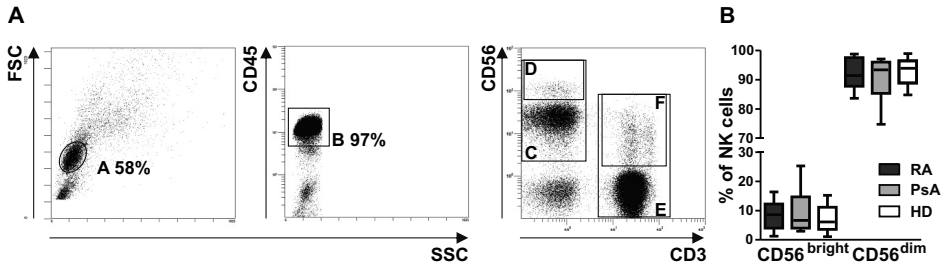 A
FSC
A 58%
CD45
B 97%
SSC
CD56
D
C
F
E
CD3
B
% of NK cells
100
90
80
70
20
10
0
RA
PsA
HD
CD56 bright CD56 dim